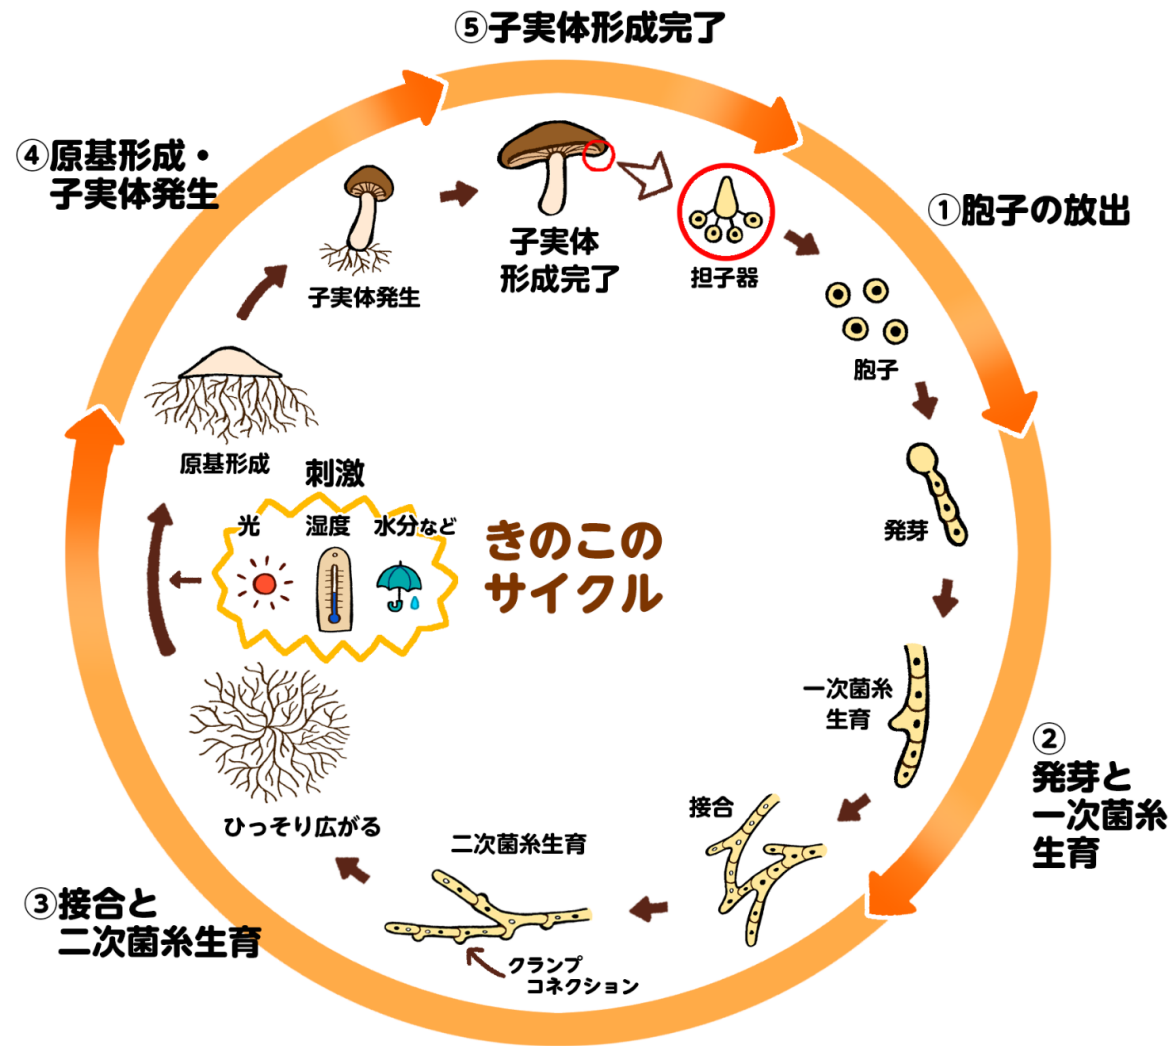 ⑤子実体形成完了
④原基形成・
子実体発生
①胞子の放出
子実体
形成完了
担子器
子実体発生
胞子
原基形成
刺激
光
湿度
水分など
きのこの
サイクル
発芽
一次菌糸
生育
②
発芽と
一次菌糸
生育
接合
ひっそり広がる
二次菌糸生育
③接合と
二次菌糸生育
クランプ
コネクション